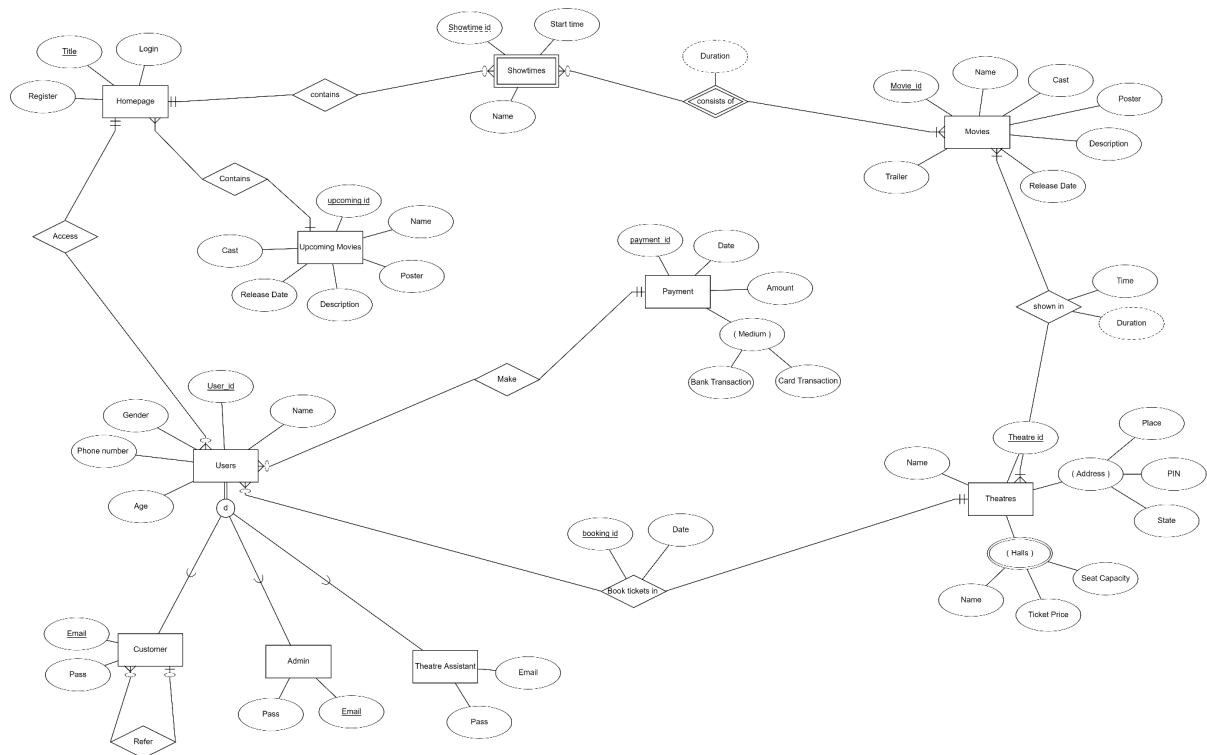 Showtime id
Start time
Title
Login
Register
Homepage
contains
Showtimes
Name
Duration
consists of
Movie_id
Name
Cast
Poster
Movies
Description
Trailer
Release Date
Contains
upcoming id
Name
Access
Cast
Upcoming Movies
Poster
Release Date
Description
payment_id
Date
Payment
Amount
( Medium )
Bank Transaction
Card Transaction
Time
shown in
Duration
Make
User_id
Gender
Name
Phone number
Users
Age
d
Theatre id
Place
Name
( Address )
PIN
Theatres
State
booking id
Date
Book tickets in
( Halls )
Seat Capacity
Name
Ticket Price
Email
Customer
Pass
Admin
Pass
Email
Theatre Assistant
Email
Pass
Refer